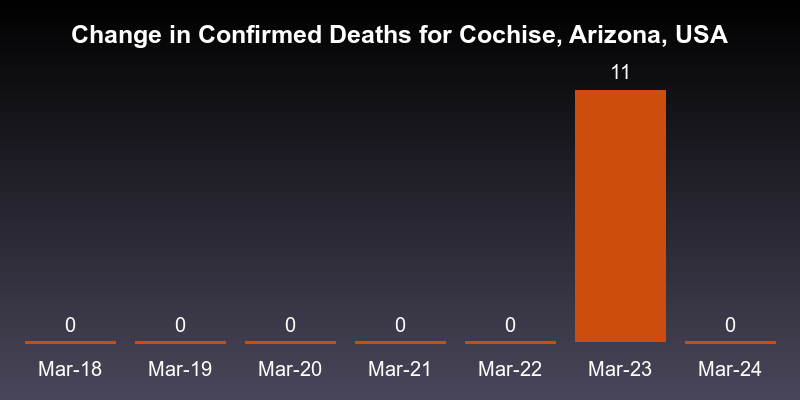 Change in Confirmed Deaths for Cochise, Arizona, USA
11
0 0 0 0 0 0
Mar-18 Mar-19 Mar-20 Mar-21 Mar-22 Mar-23 Mar-24